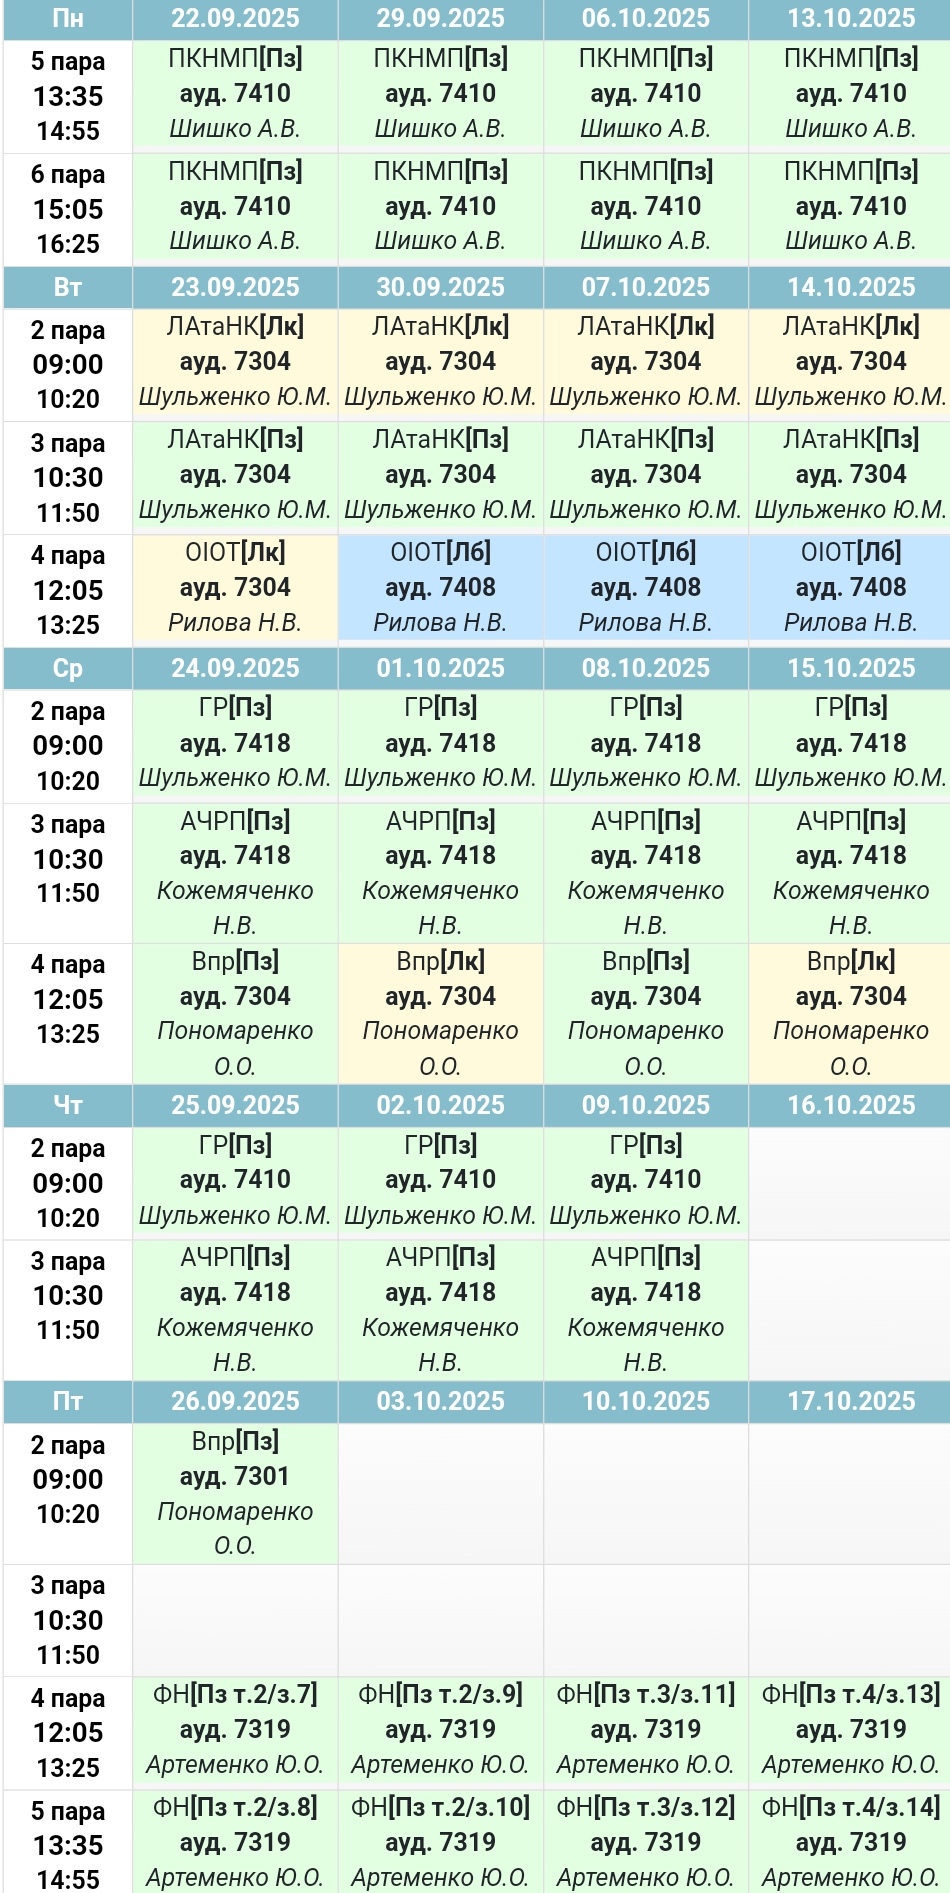 Пн 22.09.2025 29.09.2025 06.10.2025 13.10.2025
5 пара ПКНМП[Пз] ПКНМП[Пз] ПКНМП[Пз] ПКНМП[Пз]
13:35 ауд. 7410 ауд. 7410 ауд. 7410 ауд. 7410
14:55 Шишко А.В. Шишко А.В. Шишко А.В. Шишко А.В.
6 пара ПКНМП[Пз] ПКНМП[Пз] ПКНМП[Пз] ПКНМП[Пз]
15:05 ауд. 7410 ауд. 7410 ауд. 7410 ауд. 7410
16:25 Шишко А.В. Шишко А.В. Шишко А.В. Шишко А.В.
Вт 23.09.2025 30.09.2025 07.10.2025 14.10.2025
2 пара ЛАтаНК[Лк] ЛАтаНК[Лк] ЛАтаНК[Лк] ЛАтаНК[Лк]
09:00 ауд. 7304 ауд. 7304 ауд. 7304 ауд. 7304
10:20 Шульженко Ю.М. Шульженко Ю.М. Шульженко Ю.М. Шульженко Ю.М.
3 пара ЛАтаНК[Пз] ЛАтаНК[Пз] ЛАтаНК[Пз] ЛАтаНК[Пз]
10:30 ауд. 7304 ауд. 7304 ауд. 7304 ауд. 7304
11:50 Шульженко Ю.М. Шульженко Ю.М. Шульженко Ю.М. Шульженко Ю.М.
4 пара ОІОТ[Лк] ОІОТ[Лб] ОІОТ[Лб] ОІОТ[Лб]
12:05 ауд. 7304 ауд. 7408 ауд. 7408 ауд. 7408
13:25 Рилова Н.В. Рилова Н.В. Рилова Н.В. Рилова Н.В.
Ср 24.09.2025 01.10.2025 08.10.2025 15.10.2025
2 пара ГР[Пз] ГР[Пз] ГР[Пз] ГР[Пз]
09:00 ауд. 7418 ауд. 7418 ауд. 7418 ауд. 7418
10:20 Шульженко Ю.М. Шульженко Ю.М. Шульженко Ю.М. Шульженко Ю.М.
3 пара АЧРП[Пз] АЧРП[Пз] АЧРП[Пз] АЧРП[Пз]
10:30 ауд. 7418 ауд. 7418 ауд. 7418 ауд. 7418
11:50 Кожемяченко Кожемяченко Кожемяченко Кожемяченко
Н.В. Н.В. Н.В. Н.В.
4 пара Впр[Пз] Впр[Лк] Впр[Пз] Впр[Лк]
12:05 ауд. 7304 ауд. 7304 ауд. 7304 ауд. 7304
13:25 Пономаренко Пономаренко Пономаренко Пономаренко
О.О. О.О. О.О. О.О.
Чт 25.09.2025 02.10.2025 09.10.2025 16.10.2025
2 пара ГР[Пз] ГР[Пз] ГР[Пз]
09:00 ауд. 7410 ауд. 7410 ауд. 7410
10:20 Шульженко Ю.М. Шульженко Ю.М. Шульженко Ю.М.
3 пара АЧРП[Пз] АЧРП[Пз] АЧРП[Пз]
10:30 ауд. 7418 ауд. 7418 ауд. 7418
11:50 Кожемяченко Кожемяченко Кожемяченко
Н.В. Н.В. Н.В.
Пт 26.09.2025 03.10.2025 10.10.2025 17.10.2025
2 пара Впр[Пз]
09:00 ауд. 7301
10:20 Пономаренко
О.О.
3 пара
10:30
11:50
4 пара ФН[Пз т.2/з.7] ФН[Пз т.2/з.9] ФН[Пз т.3/з.11] ФН[Пз т.4/з.13]
12:05 ауд. 7319 ауд. 7319 ауд. 7319 ауд. 7319
13:25 Артеменко Ю.О. Артеменко Ю.О. Артеменко Ю.О. Артеменко Ю.О.
5 пара ФН[Пз т.2/з.8] ФН[Пз т.2/з.10] ФН[Пз т.3/з.12] ФН[Пз т.4/з.14]
13:35 ауд. 7319 ауд. 7319 ауд. 7319 ауд. 7319
14:55 Артеменко Ю.О. Артеменко Ю.О. Артеменко Ю.О. Артеменко Ю.О.